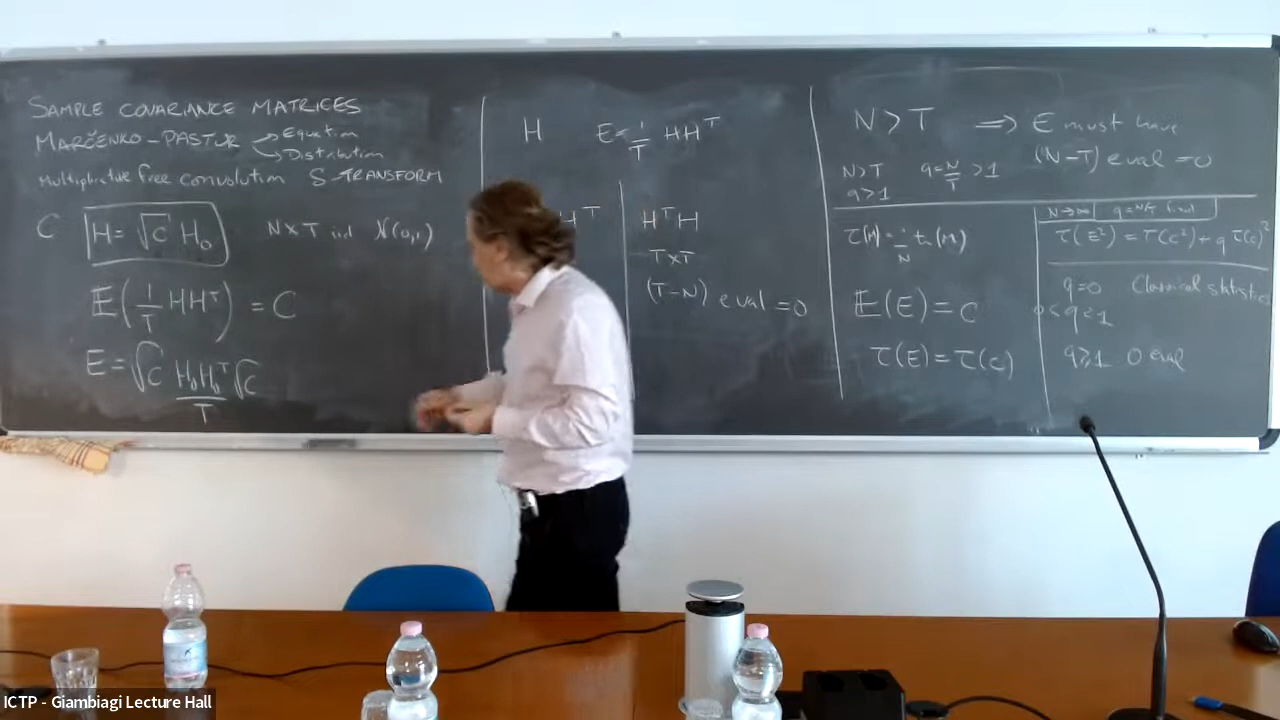 SAMPLE COVARIANCE MATRICES
MARČENKO-PASTUR → Equation
→ Distribution
Multiplicative free convolution S-TRANSFORM
C H = √C H₀ N×T iid N(0,1)
𝔼(1/T HHᵀ) = C
E = √C H₀H₀ᵀ/T √C
H E = 1/T HHᵀ
Hᵀ
HᵀH
T×T
(T-N) eval = 0
N > T ⟹ E must have
(N-T) eval = 0
N>T q = N/T > 1
q>1
τ(M) = 1/N tr(M)
𝔼(E) = C
τ(E) = τ(C)
N→∞ q = N/T fixed
τ(E²) = τ(C²) + q τ(C)²
q=0 Classical statistics
0<q<1
q≥1 0 eval
ICTP - Giambiagi Lecture Hall